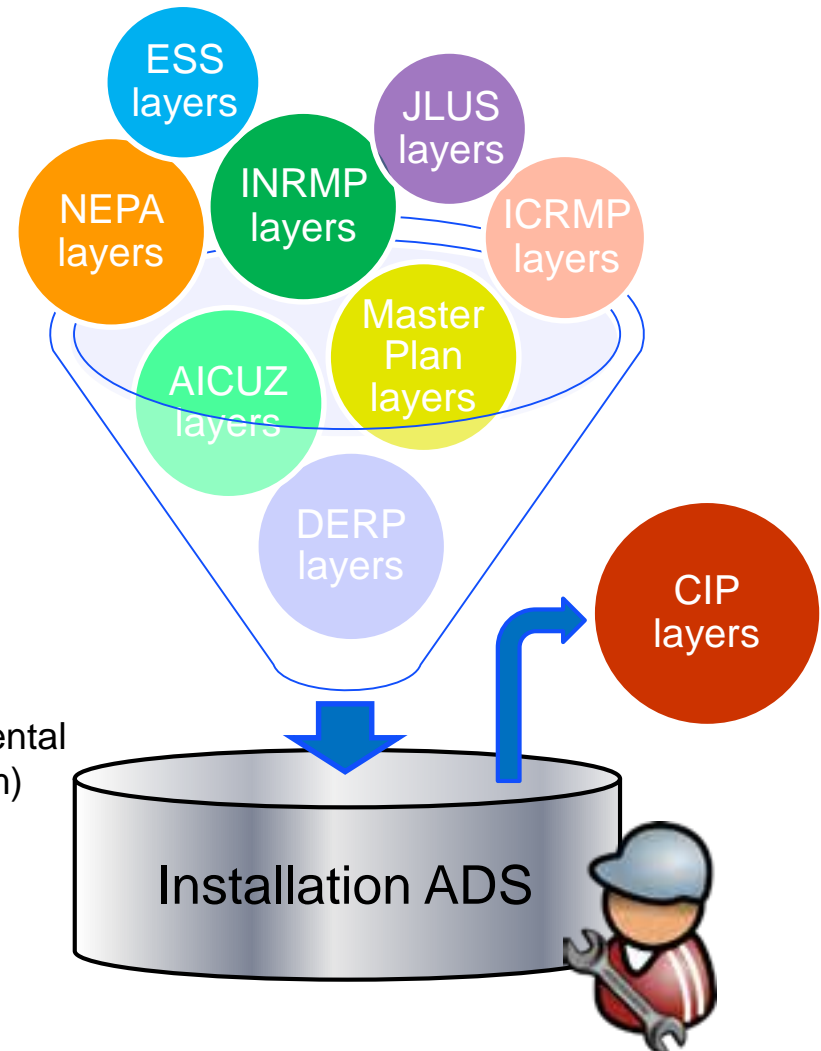 ESS
layers
JLUS
layers
NEPA
layers
INRMP
layers
ICRMP
layers
Master
Plan
layers
AICUZ
layers
DERP
layers
CIP
layers
ental
n)
Installation ADS